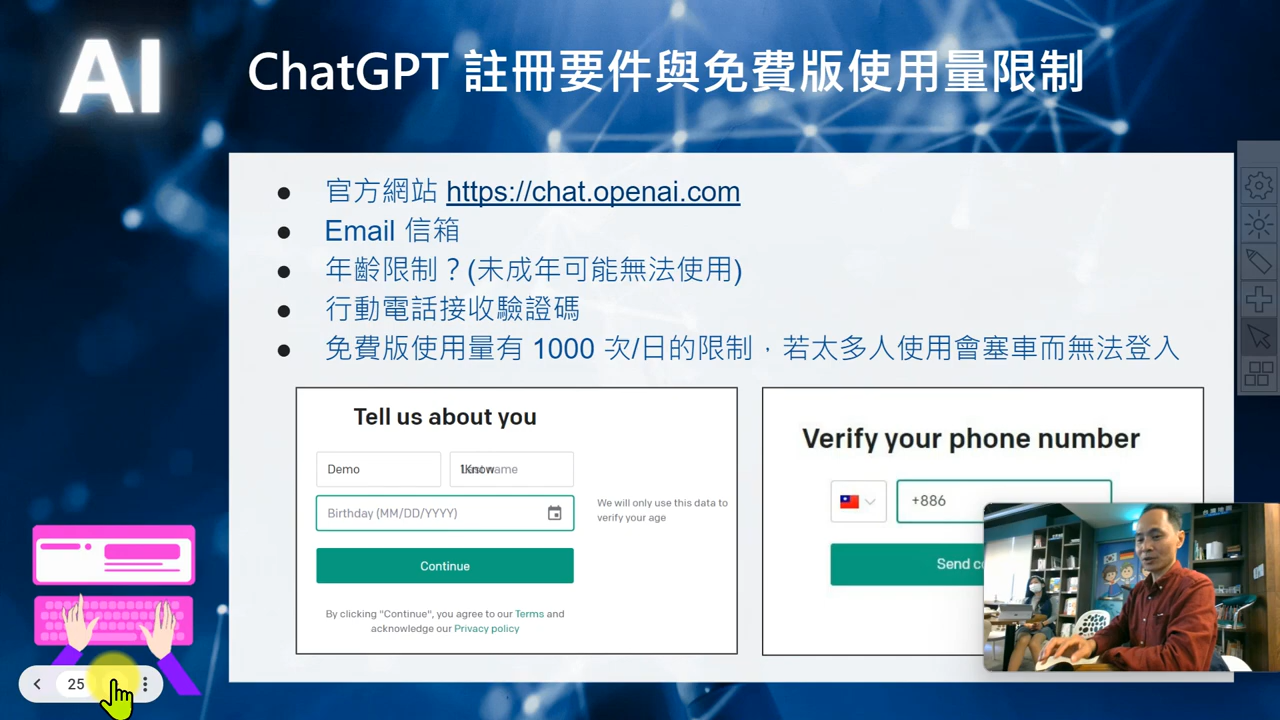 AI
ChatGPT 註冊要件與免費版使用量限制
● 官方網站 https://chat.openai.com
● Email 信箱
● 年齡限制？(未成年可能無法使用)
● 行動電話接收驗證碼
● 免費版使用量有 1000 次/日的限制，若太多人使用會塞車而無法登入
Tell us about you
Demo
Birthday (MM/DD/YYYY)
We will only use this data to
verify your age
Continue
By clicking "Continue", you agree to our Terms and
acknowledge our Privacy policy
Verify your phone number
+886
Send
25